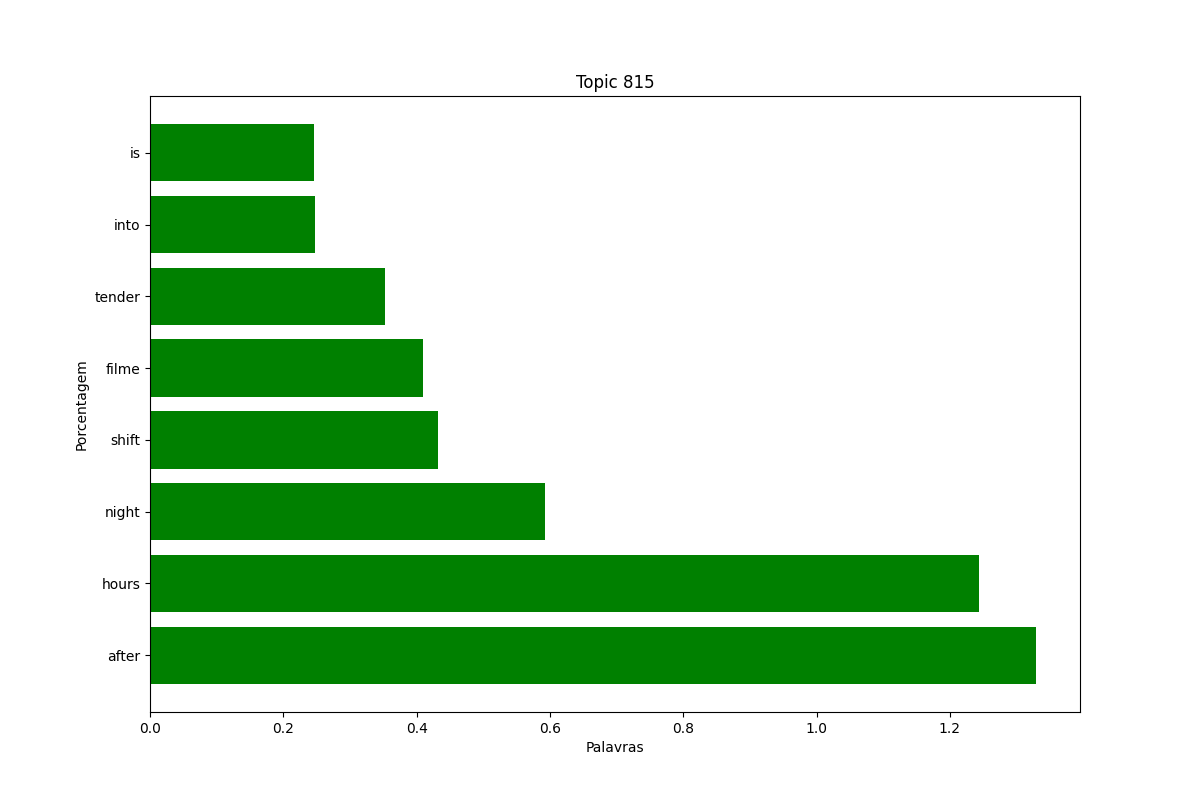 Topic 815
is
into
tender
filme
shift
night
hours
after
Porcentagem
0.0 0.2 0.4 0.6 0.8 1.0 1.2
Palavras